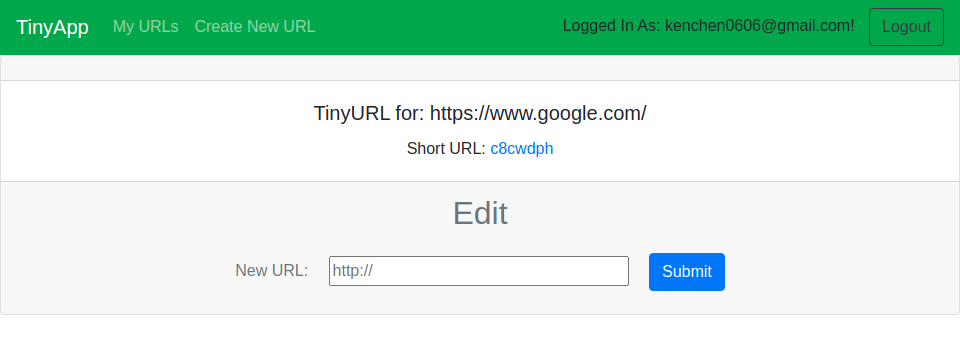 TinyApp My URLs Create New URL Logged In As: kenchen0606@gmail.com! Logout
TinyURL for: https://www.google.com/
Short URL: c8cwdph
Edit
New URL: http:// Submit